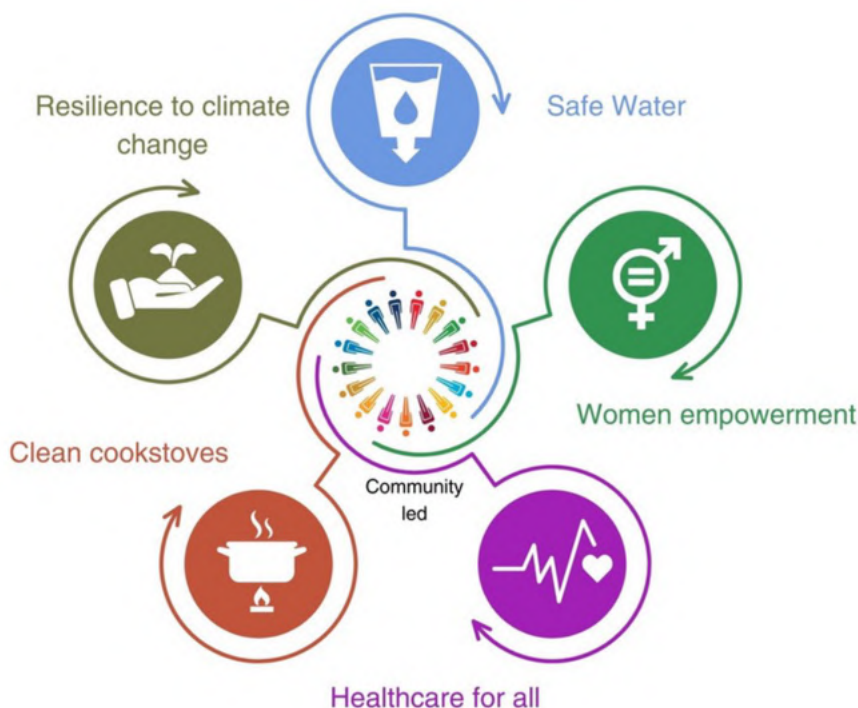 Resilience to climate
change
Safe Water
Women empowerment
Clean cookstoves
Community
led
Healthcare for all